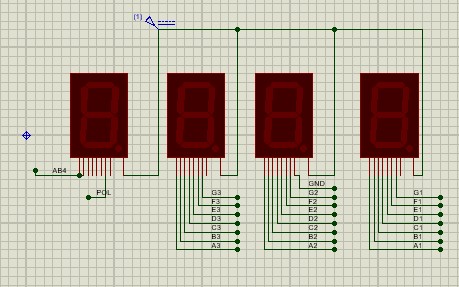 (1)
AB4
POL
G3
F3
E3
D3
C3
B3
A3
GND
G2
F2
E2
D2
C2
B2
A2
G1
F1
E1
D1
C1
B1
A1